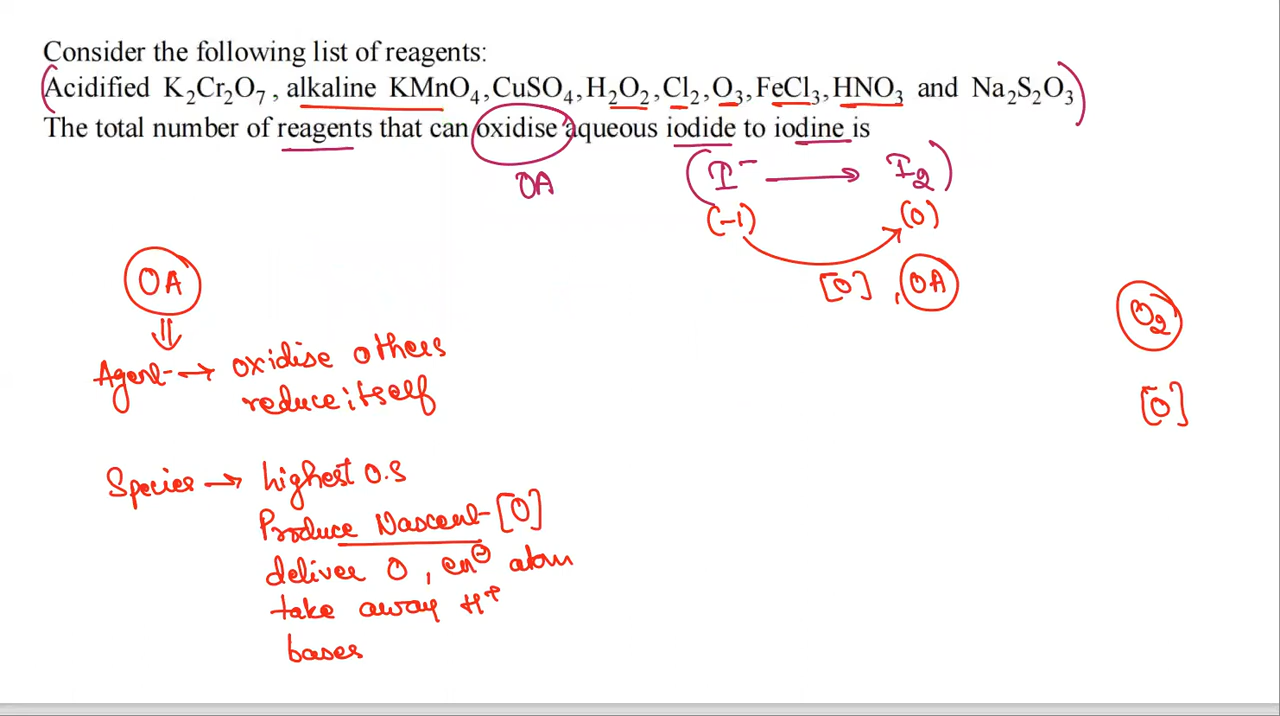 Consider the following list of reagents:
Acidified K₂Cr₂O₇, alkaline KMnO₄, CuSO₄, H₂O₂, Cl₂, O₃, FeCl₃, HNO₃ and Na₂S₂O₃
The total number of reagents that can oxidise aqueous iodide to iodine is
OA
(I⁻ → I₂)
(-1) (0)
[O], OA
OA
⇓
Agent → oxidise others
reduce itself
O₂
[O]
Species → highest O.S
Produce Nascent [O]
deliver O, en⊖ atom
take away H⁺
bases